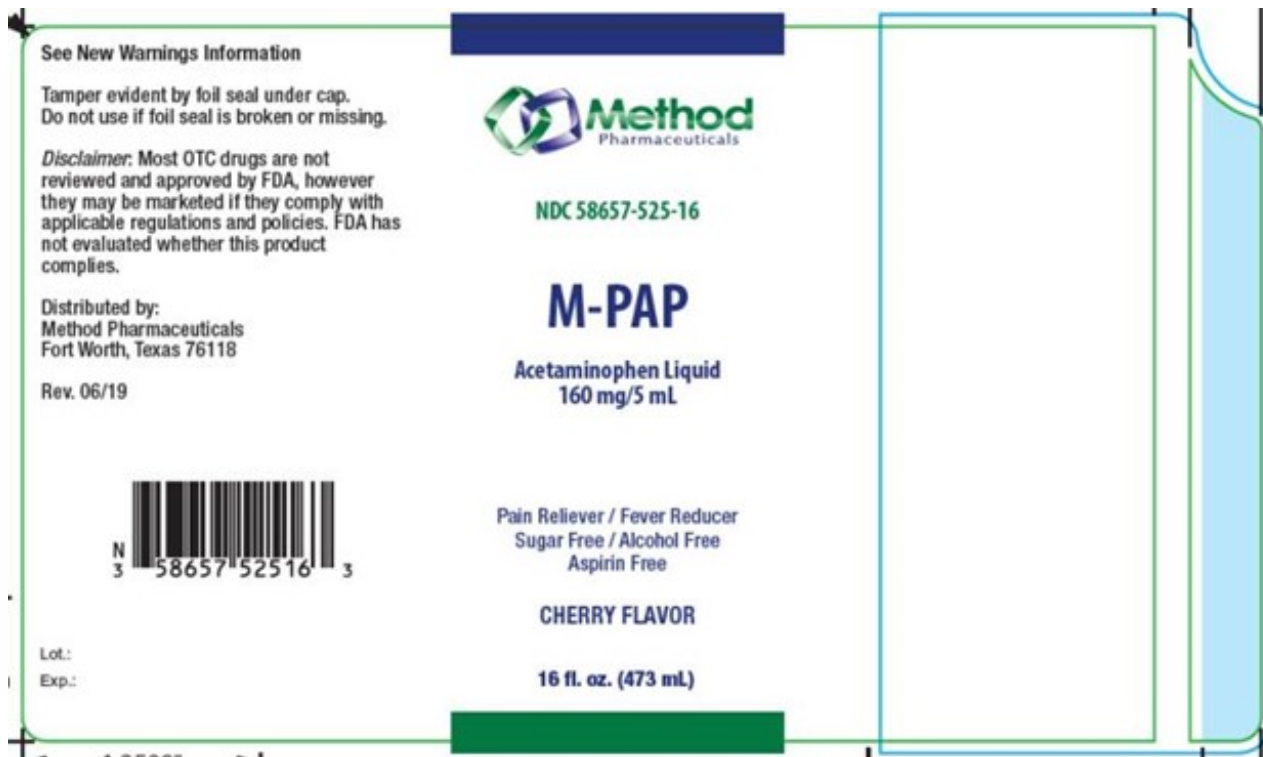 See New Warnings Information
Tamper evident by foil seal under cap.
Do not use if foil seal is broken or missing.
Disclaimer: Most OTC drugs are not
reviewed and approved by FDA, however
they may be marketed if they comply with
applicable regulations and policies. FDA has
not evaluated whether this product
complies.
Distributed by:
Method Pharmaceuticals
Fort Worth, Texas 76118
Rev. 06/19
N
3 58657 52516 3
Lot.:
Exp.:
Method
Pharmaceuticals
NDC 58657-525-16
M-PAP
Acetaminophen Liquid
160 mg/5 mL
Pain Reliever / Fever Reducer
Sugar Free / Alcohol Free
Aspirin Free
CHERRY FLAVOR
16 fl. oz. (473 mL)